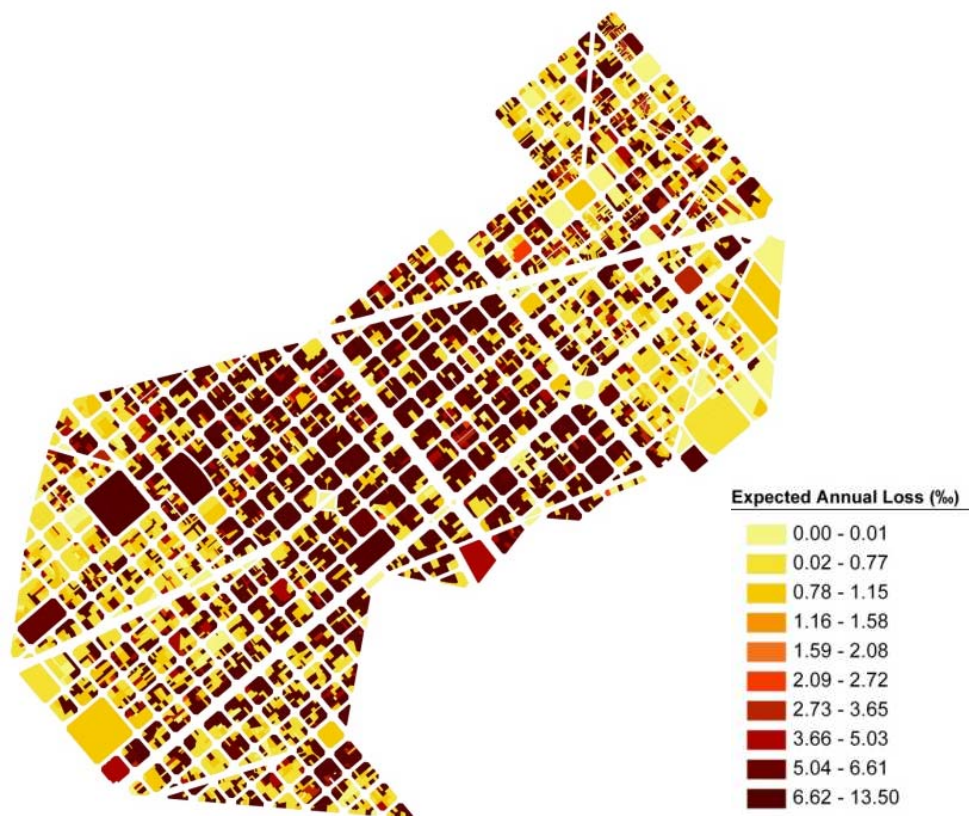 Expected Annual Loss (‰)
0.00 - 0.01
0.02 - 0.77
0.78 - 1.15
1.16 - 1.58
1.59 - 2.08
2.09 - 2.72
2.73 - 3.65
3.66 - 5.03
5.04 - 6.61
6.62 - 13.50